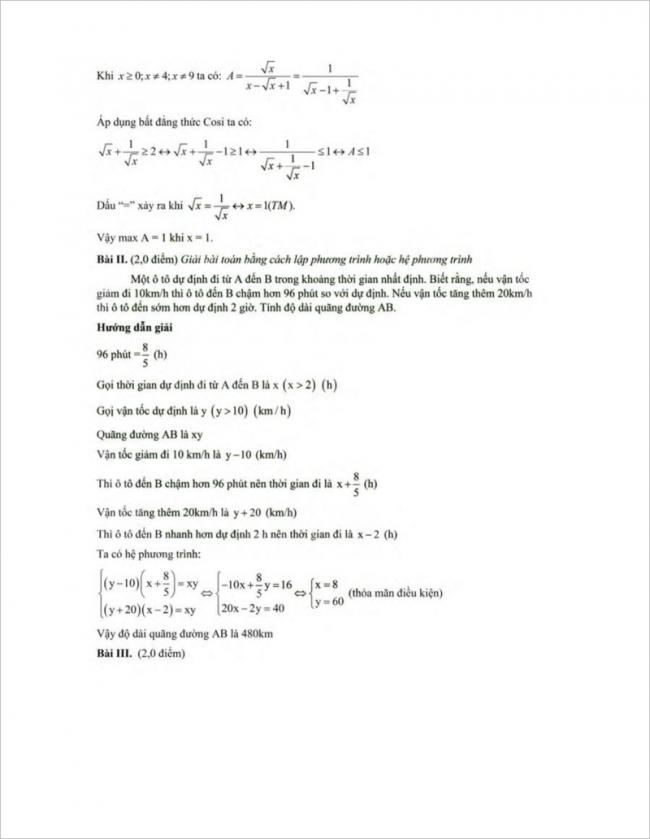 Khi x ≥ 0; x ≠ 4; x ≠ 9 ta có: A = √x / (x − √x + 1) = 1 / (√x − 1 + 1/√x)
Áp dụng bất đẳng thức Cosi ta có:
√x + 1/√x ≥ 2 ↔ √x + 1/√x − 1 ≥ 1 ↔ 1 / (√x + 1/√x − 1) ≤ 1 ↔ A ≤ 1
Dấu “=” xảy ra khi √x = 1/√x ↔ x = 1(TM).
Vậy max A = 1 khi x = 1.
Bài II. (2,0 điểm) Giải bài toán bằng cách lập phương trình hoặc hệ phương trình
Một ô tô dự định đi từ A đến B trong khoảng thời gian nhất định. Biết rằng, nếu vận tốc
giảm đi 10km/h thì ô tô đến B chậm hơn 96 phút so với dự định. Nếu vận tốc tăng thêm 20km/h
thì ô tô đến sớm hơn dự định 2 giờ. Tính độ dài quãng đường AB.
Hướng dẫn giải
96 phút = 8/5 (h)
Gọi thời gian dự định đi từ A đến B là x (x > 2) (h)
Gọi vận tốc dự định là y (y > 10) (km/h)
Quãng đường AB là xy
Vận tốc giảm đi 10 km/h là y − 10 (km/h)
Thì ô tô đến B chậm hơn 96 phút nên thời gian đi là x + 8/5 (h)
Vận tốc tăng thêm 20km/h là y + 20 (km/h)
Thì ô tô đến B nhanh hơn dự định 2 h nên thời gian đi là x − 2 (h)
Ta có hệ phương trình:
{(y − 10)(x + 8/5) = xy; (y + 20)(x − 2) = xy ⇔ {−10x + 8/5 y = 16; 20x − 2y = 40 ⇔ {x = 8; y = 60 (thỏa mãn điều kiện)
Vậy độ dài quãng đường AB là 480km
Bài III. (2,0 điểm)